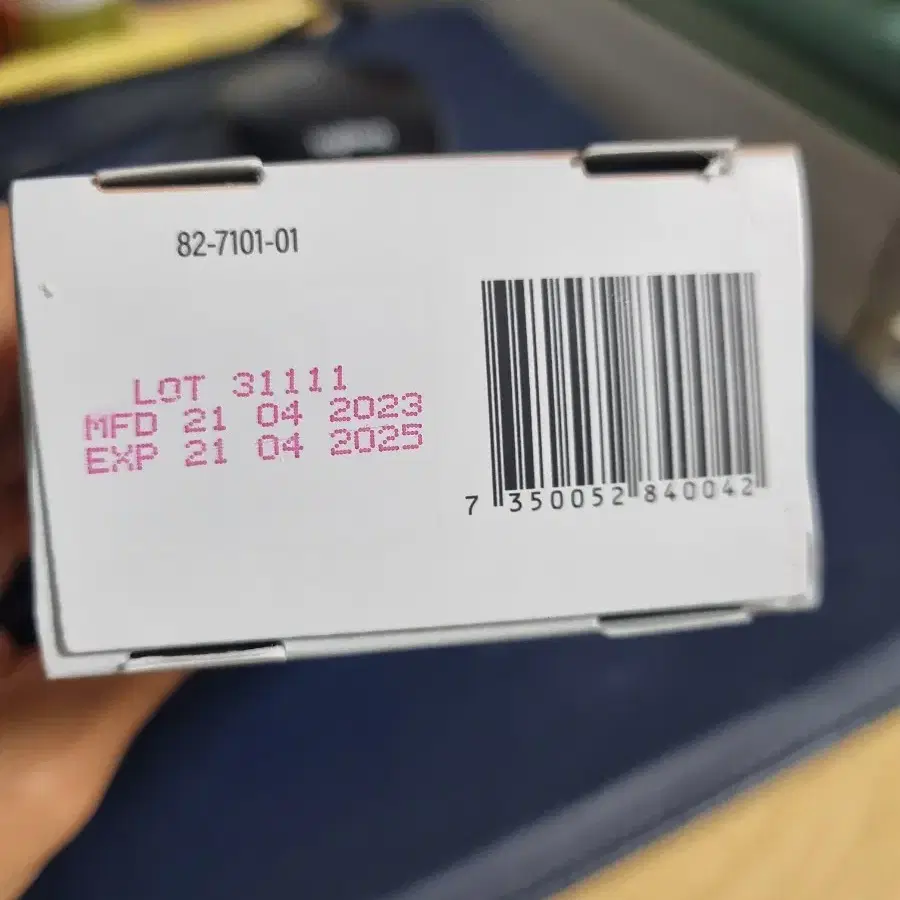 82-7101-01
LOT 31111
MFD 21 04 2023
EXP 21 04 2025
7 350052 840042